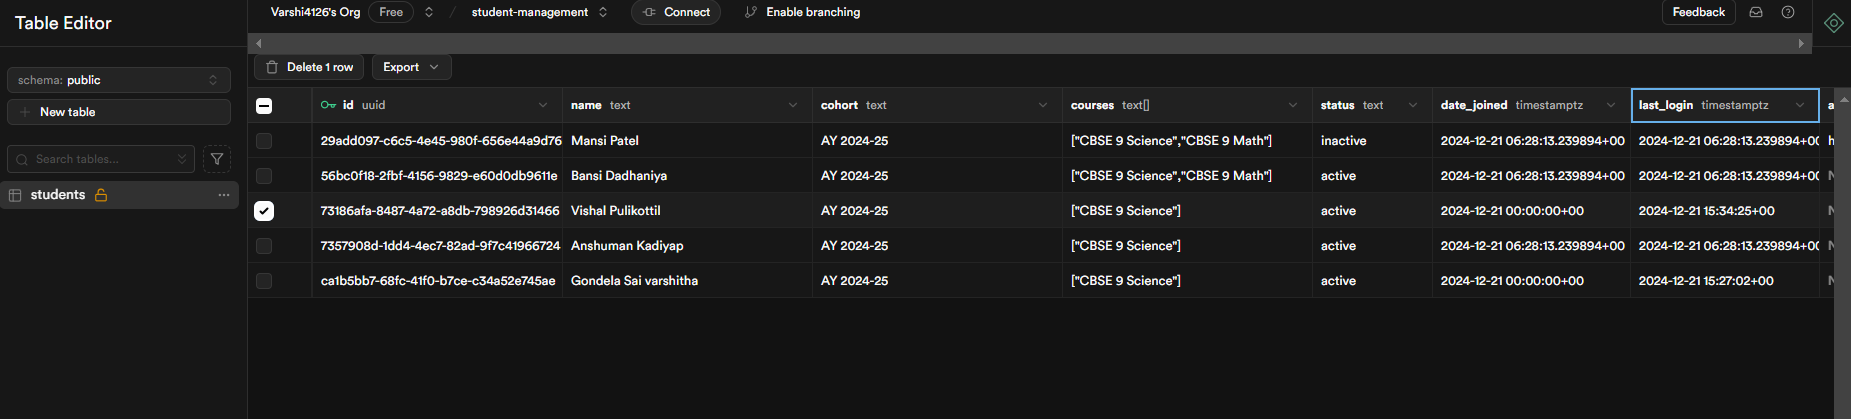 Table Editor
Varshi4126's Org Free / student-management Connect Enable branching Feedback
schema: public
New table
Search tables...
students
Delete 1 row Export
id uuid name text cohort text courses text[] status text date_joined timestamptz last_login timestamptz a
29add097-c6c5-4e45-980f-656e44a9d76 Mansi Patel AY 2024-25 ["CBSE 9 Science","CBSE 9 Math"] inactive 2024-12-21 06:28:13.239894+00 2024-12-21 06:28:13.239894+00 h
56bc0f18-2fbf-4156-9829-e60d0db9611e Bansi Dadhaniya AY 2024-25 ["CBSE 9 Science","CBSE 9 Math"] active 2024-12-21 06:28:13.239894+00 2024-12-21 06:28:13.239894+00 N
73186afa-8487-4a72-a8db-798926d31466 Vishal Pulikottil AY 2024-25 ["CBSE 9 Science"] active 2024-12-21 00:00:00+00 2024-12-21 15:34:25+00 N
7357908d-1dd4-4ec7-82ad-9f7c41966724 Anshuman Kadiyap AY 2024-25 ["CBSE 9 Science"] active 2024-12-21 06:28:13.239894+00 2024-12-21 06:28:13.239894+00 N
ca1b5bb7-68fc-41f0-b7ce-c34a52e745ae Gondela Sai varshitha AY 2024-25 ["CBSE 9 Science"] active 2024-12-21 00:00:00+00 2024-12-21 15:27:02+00 N